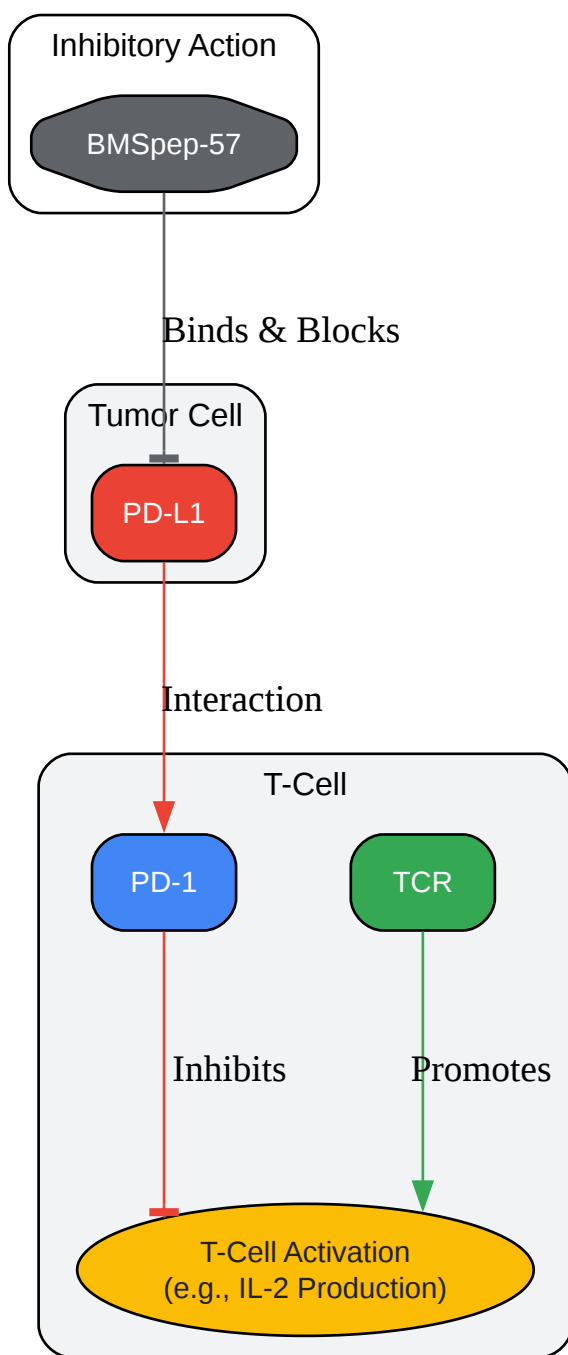 Inhibitory Action
BMSpep-57
Binds & Blocks
Tumor Cell
PD-L1
Interaction
T-Cell
PD-1
TCR
Inhibits
Promotes
T-Cell Activation
(e.g., IL-2 Production)